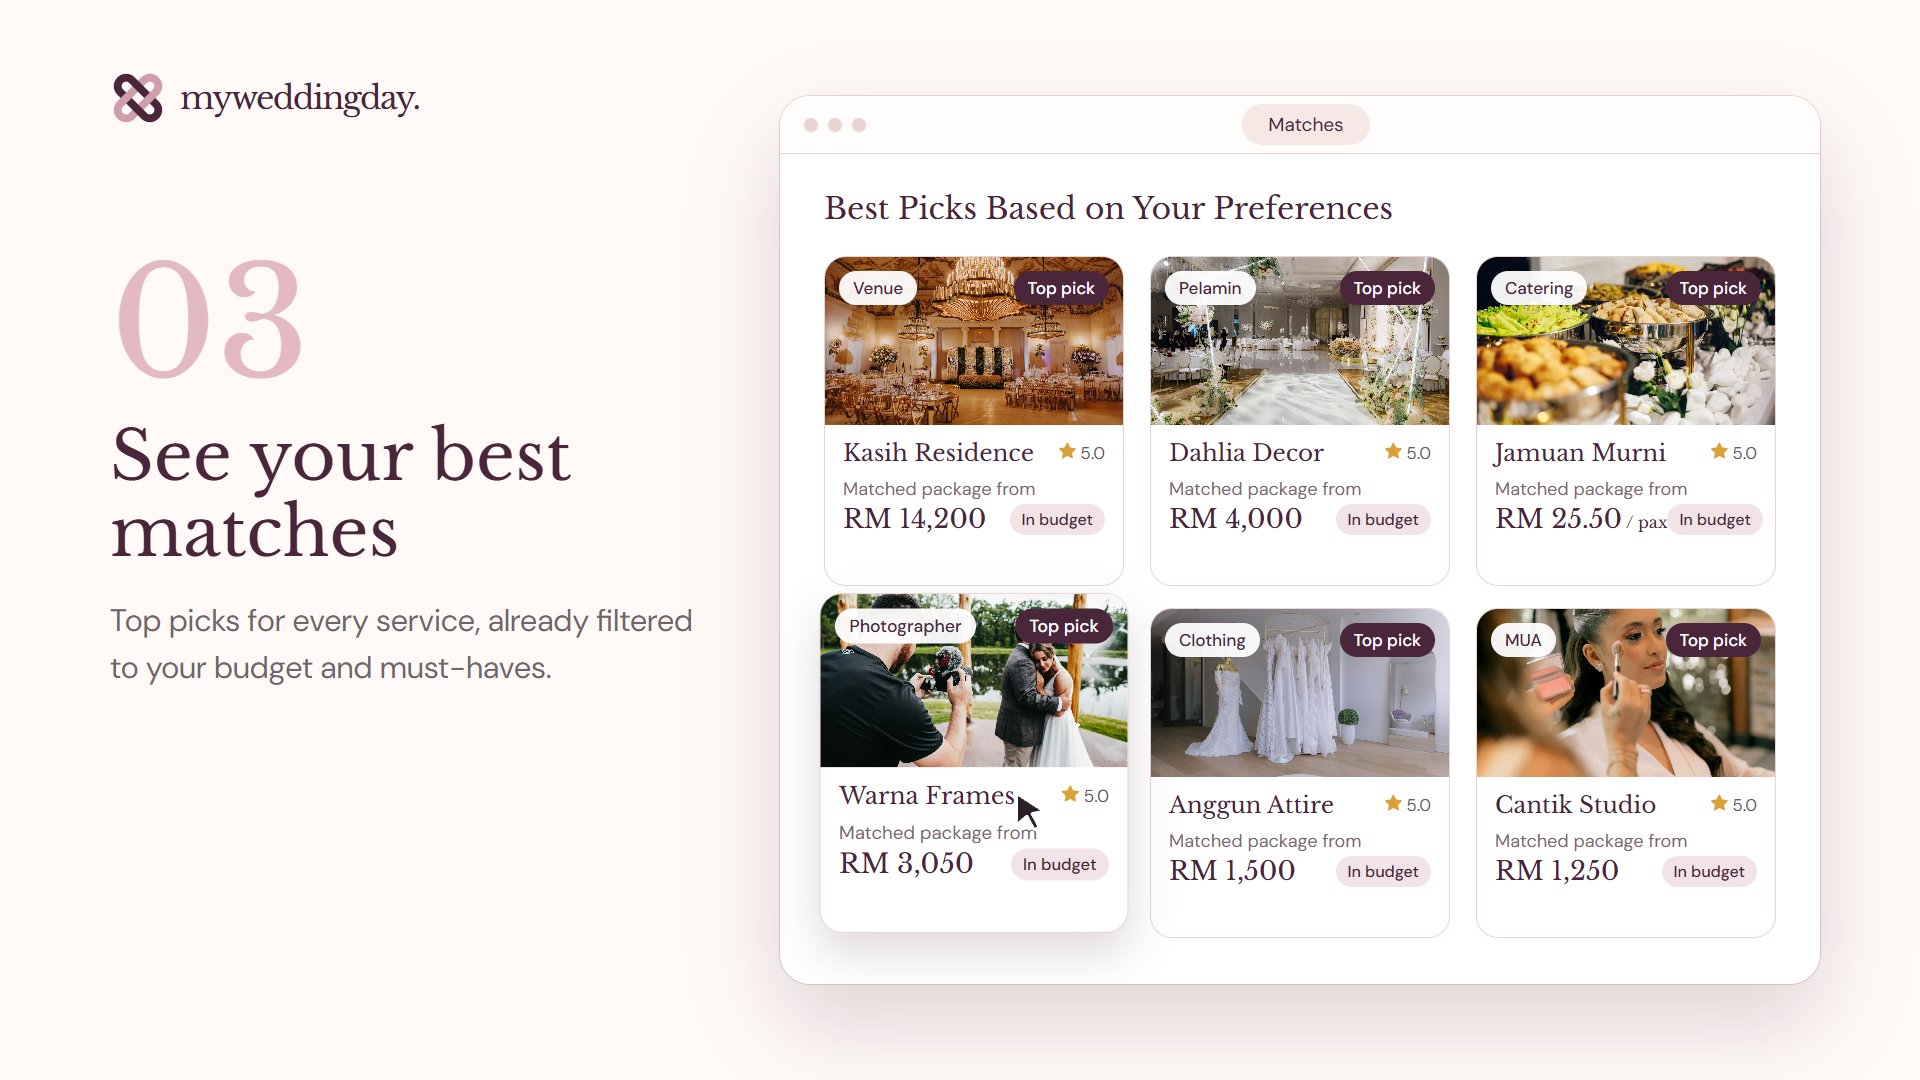 myweddingday.
03
See your best
matches
Top picks for every service, already filtered
to your budget and must-haves.
Matches
Best Picks Based on Your Preferences
Venue
Top pick
Kasih Residence
5.0
Matched package from
RM 14,200
In budget
Pelamin
Top pick
Dahlia Decor
5.0
Matched package from
RM 4,000
In budget
Catering
Top pick
Jamuan Murni
5.0
Matched package from
RM 25.50 / pax
In budget
Photographer
Top pick
Warna Frames
5.0
Matched package from
RM 3,050
In budget
Clothing
Top pick
Anggun Attire
5.0
Matched package from
RM 1,500
In budget
MUA
Top pick
Cantik Studio
5.0
Matched package from
RM 1,250
In budget